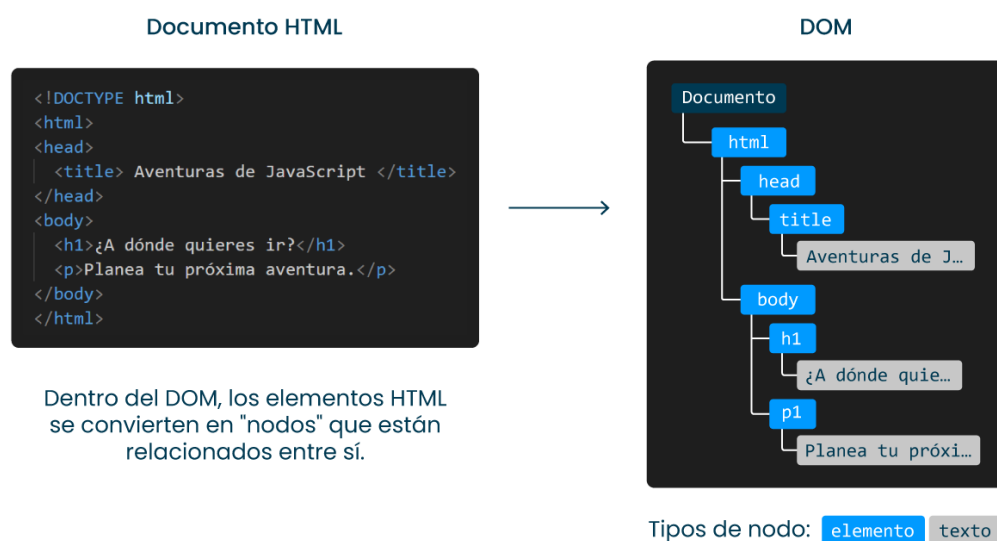 Documento HTML
<!DOCTYPE html>
<html>
<head>
<title> Aventuras de JavaScript </title>
</head>
<body>
<h1>¿A dónde quieres ir?</h1>
<p>Planea tu próxima aventura.</p>
</body>
</html>
Dentro del DOM, los elementos HTML
se convierten en "nodos" que están
relacionados entre sí.
DOM
Documento
html
head
title
Aventuras de J…
body
h1
¿A dónde quie…
p1
Planea tu próxi…
Tipos de nodo: elemento texto